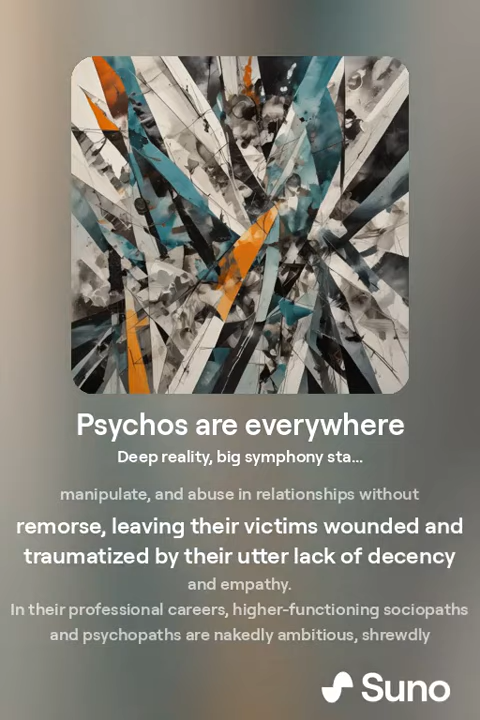 Psychos are everywhere
Deep reality, big symphony sta...
manipulate, and abuse in relationships without
remorse, leaving their victims wounded and
traumatized by their utter lack of decency
and empathy.
In their professional careers, higher-functioning sociopaths
and psychopaths are nakedly ambitious, shrewdly
Suno